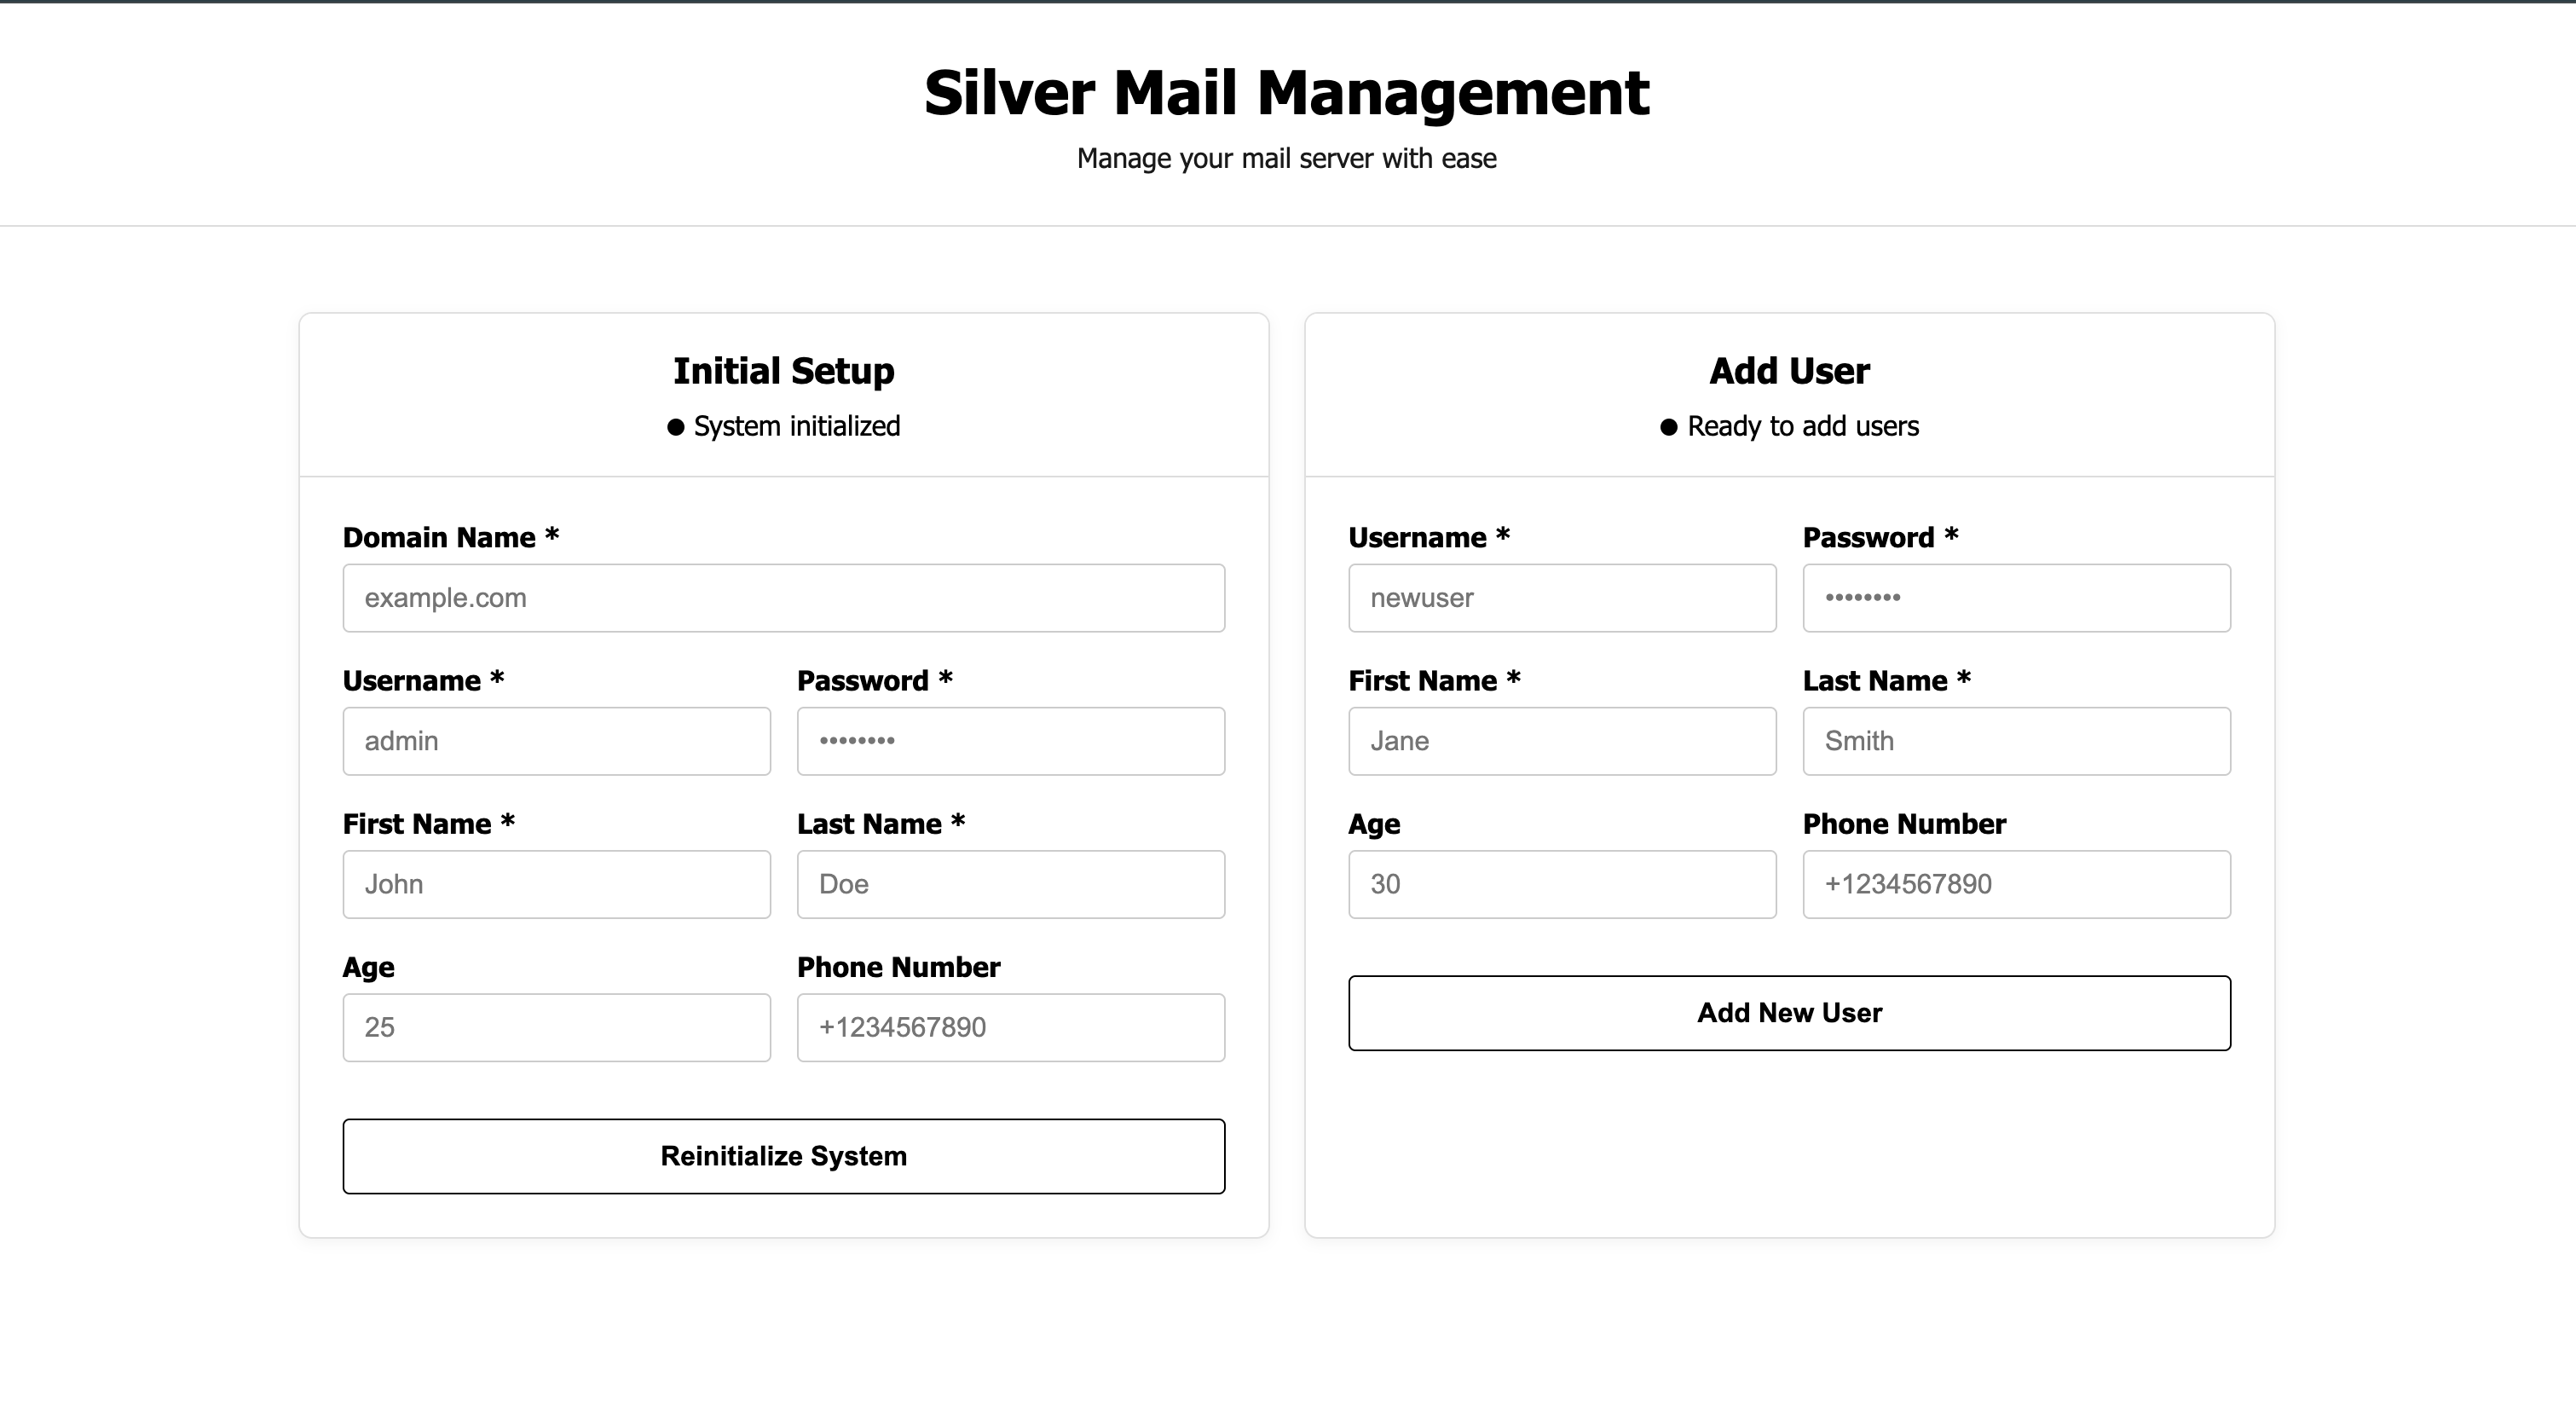 Silver Mail Management
Manage your mail server with ease
Initial Setup
● System initialized
Domain Name *
example.com
Username *
Password *
admin
••••••••
First Name *
Last Name *
John
Doe
Age
Phone Number
25
+1234567890
Reinitialize System
Add User
● Ready to add users
Username *
Password *
newuser
••••••••
First Name *
Last Name *
Jane
Smith
Age
Phone Number
30
+1234567890
Add New User